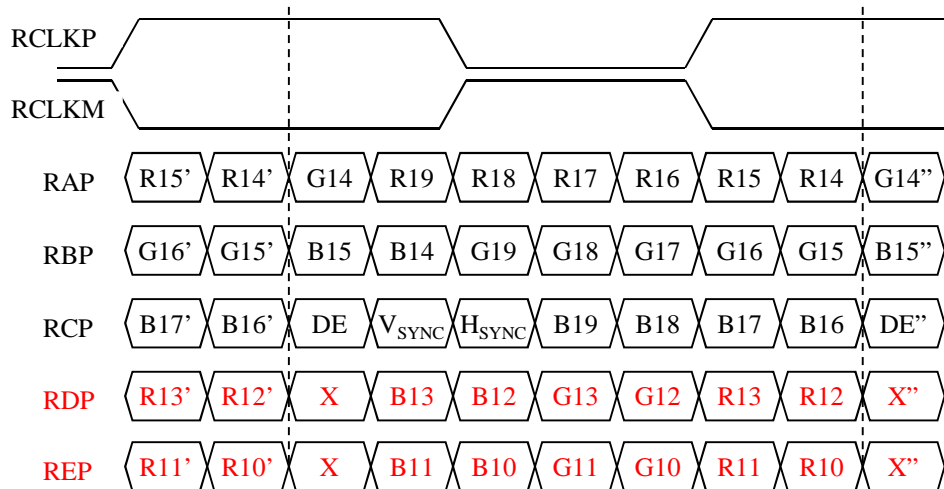 RCLKP
RCLKM
RAP R15’ R14’ G14 R19 R18 R17 R16 R15 R14 G14”
RBP G16’ G15’ B15 B14 G19 G18 G17 G16 G15 B15”
RCP B17’ B16’ DE VSYNC HSYNC B19 B18 B17 B16 DE”
RDP R13’ R12’ X B13 B12 G13 G12 R13 R12 X”
REP R11’ R10’ X B11 B10 G11 G10 R11 R10 X”